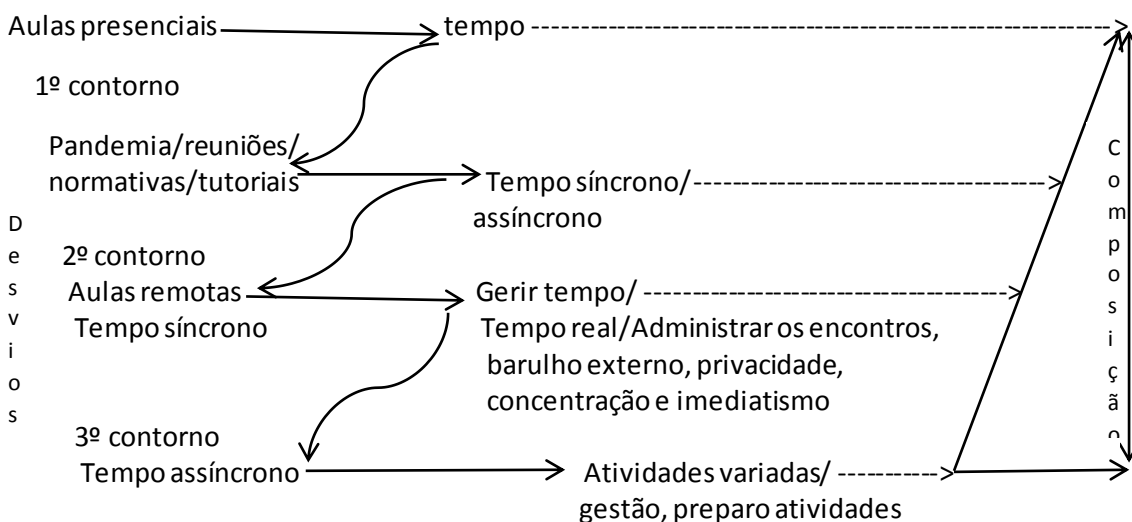 Aulas presenciais tempo
1º contorno
Pandemia/reuniões/
normativas/tutoriais
Tempo síncrono/
assíncrono
Desvios
2º contorno
Aulas remotas
Tempo síncrono
Gerir tempo/
Tempo real/Administrar os encontros,
barulho externo, privacidade,
concentração e imediatismo
3º contorno
Tempo assíncrono
Atividades variadas/
gestão, preparo atividades
Composição